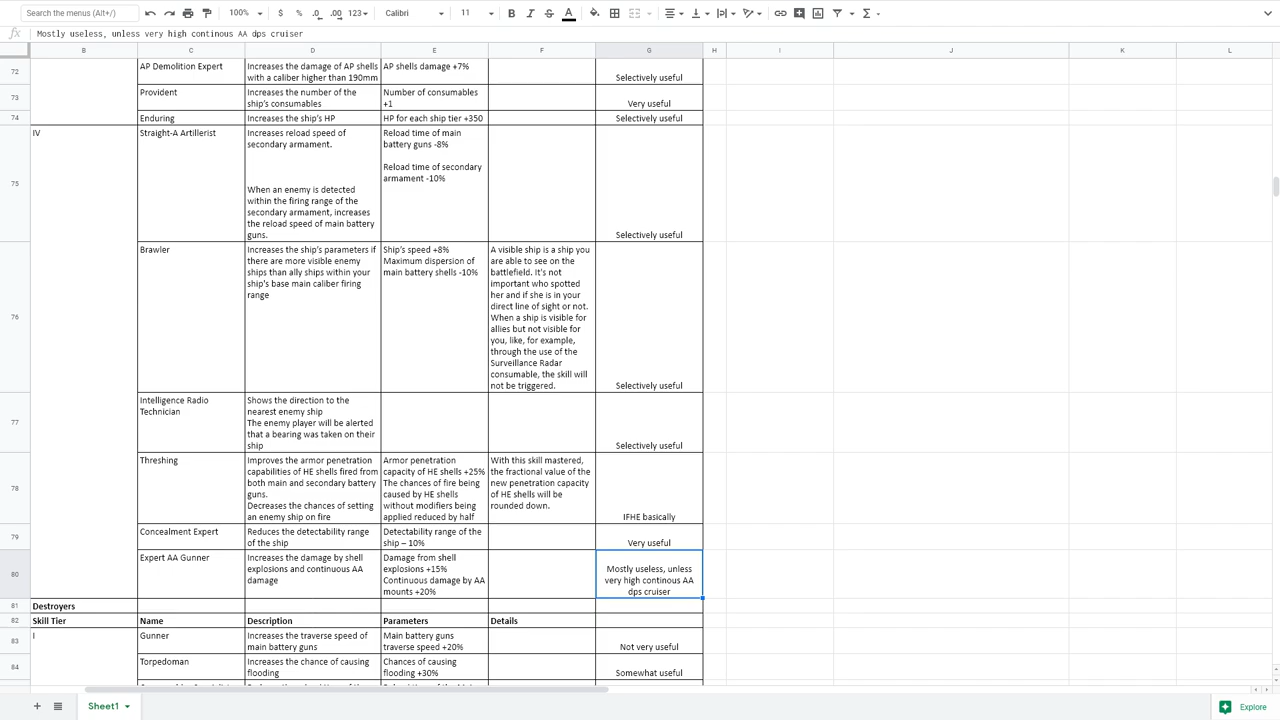 Search the menus (Alt+/)
100%
$
%
.0
.00
123
Calibri
11
B
I
S
A
fx
Mostly useless, unless very high continous AA dps cruiser
B C D E F G H I J K L
72
AP Demolition Expert
Increases the damage of AP shells
with a caliber higher than 190mm
AP shells damage +7%
Selectively useful
73
Provident
Increases the number of the
ship's consumables
Number of consumables
+1
Very useful
74
Enduring
Increases the ship's HP
HP for each ship tier +350
Selectively useful
IV
75
Straight-A Artillerist
Increases reload speed of
secondary armament.
When an enemy is detected
within the firing range of the
secondary armament, increases
the reload speed of main battery
guns.
Reload time of main
battery guns -8%
Reload time of secondary
armament -10%
Selectively useful
76
Brawler
Increases the ship's parameters if
there are more visible enemy
ships than ally ships within your
ship's base main caliber firing
range
Ship's speed +8%
Maximum dispersion of
main battery shells -10%
A visible ship is a ship you
are able to see on the
battlefield. It's not
important who spotted
her and if she is in your
direct line of sight or not.
When a ship is visible for
allies but not visible for
you, like, for example,
through the use of the
Surveillance Radar
consumable, the skill will
not be triggered.
Selectively useful
77
Intelligence Radio
Technician
Shows the direction to the
nearest enemy ship
The enemy player will be alerted
that a bearing was taken on their
ship
Selectively useful
78
Threshing
Improves the armor penetration
capabilities of HE shells fired from
both main and secondary battery
guns.
Decreases the chances of setting
an enemy ship on fire
Armor penetration
capacity of HE shells +25%
The chances of fire being
caused by HE shells
without modifiers being
applied reduced by half
With this skill mastered,
the fractional value of the
new penetration capacity
of HE shells will be
rounded down.
IFHE basically
79
Concealment Expert
Reduces the detectability range
of the ship
Detectability range of the
ship – 10%
Very useful
80
Expert AA Gunner
Increases the damage by shell
explosions and continuous AA
damage
Damage from shell
explosions +15%
Continuous damage by AA
mounts +20%
Mostly useless, unless
very high continous AA
dps cruiser
81
Destroyers
82
Skill Tier
Name
Description
Parameters
Details
83
I
Gunner
Increases the traverse speed of
main battery guns
Main battery guns
traverse speed +20%
Not very useful
84
Torpedoman
Increases the chance of causing
flooding
Chances of causing
flooding +30%
Somewhat useful
Sheet1
Explore